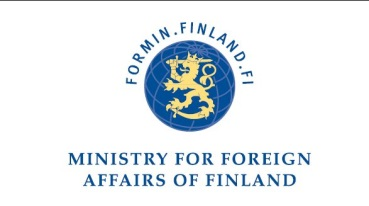 FORMIN.FINLAND.FI
MINISTRY FOR FOREIGN
AFFAIRS OF FINLAND